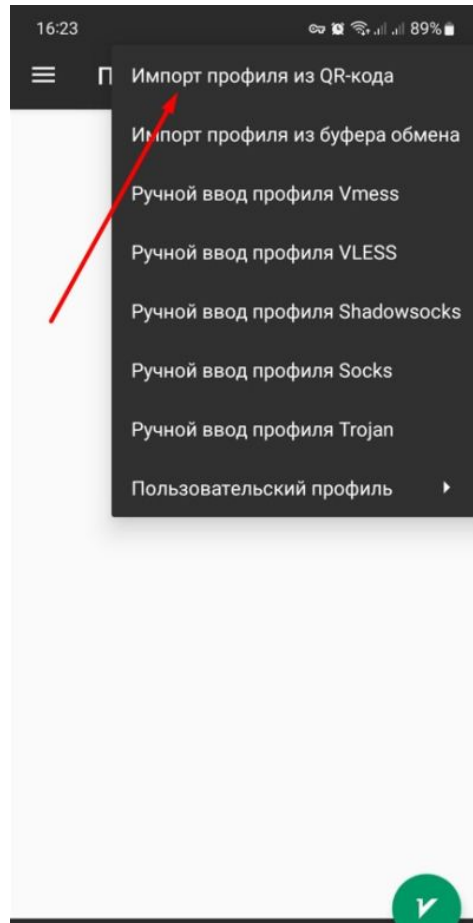 16:23 89%
П
Импорт профиля из QR-кода
Импорт профиля из буфера обмена
Ручной ввод профиля Vmess
Ручной ввод профиля VLESS
Ручной ввод профиля Shadowsocks
Ручной ввод профиля Socks
Ручной ввод профиля Trojan
Пользовательский профиль